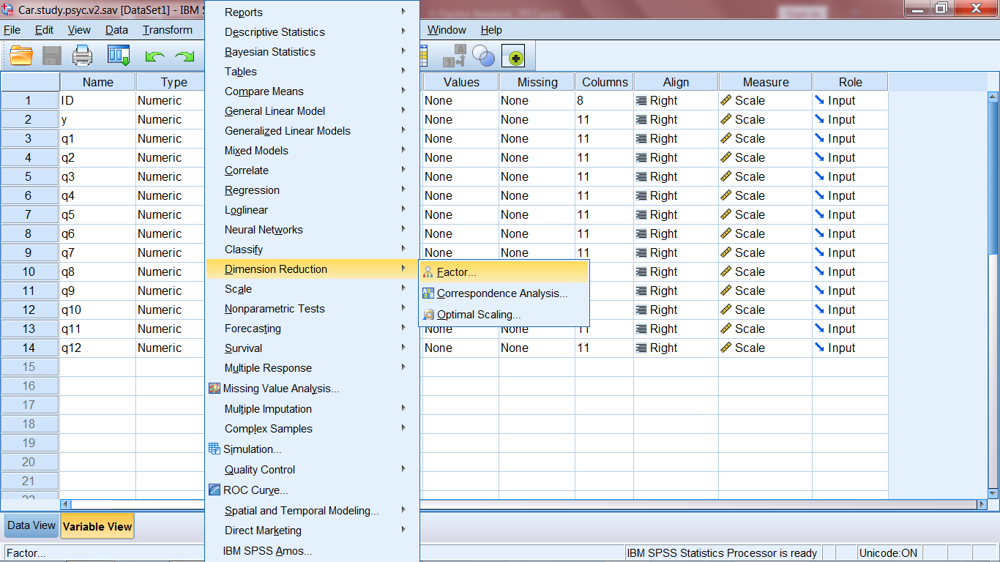 Car.study.psyc.v2.sav [DataSet1] - IBM S
File Edit View Data Transform Window Help
Reports
Descriptive Statistics
Bayesian Statistics
Tables
Compare Means
General Linear Model
Generalized Linear Models
Mixed Models
Correlate
Regression
Loglinear
Neural Networks
Classify
Dimension Reduction
Scale
Nonparametric Tests
Forecasting
Survival
Multiple Response
Missing Value Analysis...
Multiple Imputation
Complex Samples
Simulation...
Quality Control
ROC Curve...
Spatial and Temporal Modeling...
Direct Marketing
IBM SPSS Amos...
Factor...
Correspondence Analysis...
Optimal Scaling...
Name Type Values Missing Columns Align Measure Role
1 ID Numeric None None 8 Right Scale Input
2 y Numeric None None 11 Right Scale Input
3 q1 Numeric None None 11 Right Scale Input
4 q2 Numeric None None 11 Right Scale Input
5 q3 Numeric None None 11 Right Scale Input
6 q4 Numeric None None 11 Right Scale Input
7 q5 Numeric None None 11 Right Scale Input
8 q6 Numeric None None 11 Right Scale Input
9 q7 Numeric None None 11 Right Scale Input
10 q8 Numeric Right Scale Input
11 q9 Numeric Right Scale Input
12 q10 Numeric Right Scale Input
13 q11 Numeric None None 11 Right Scale Input
14 q12 Numeric None None 11 Right Scale Input
15
16
17
18
19
20
21
22
Data View Variable View
Factor... IBM SPSS Statistics Processor is ready Unicode:ON